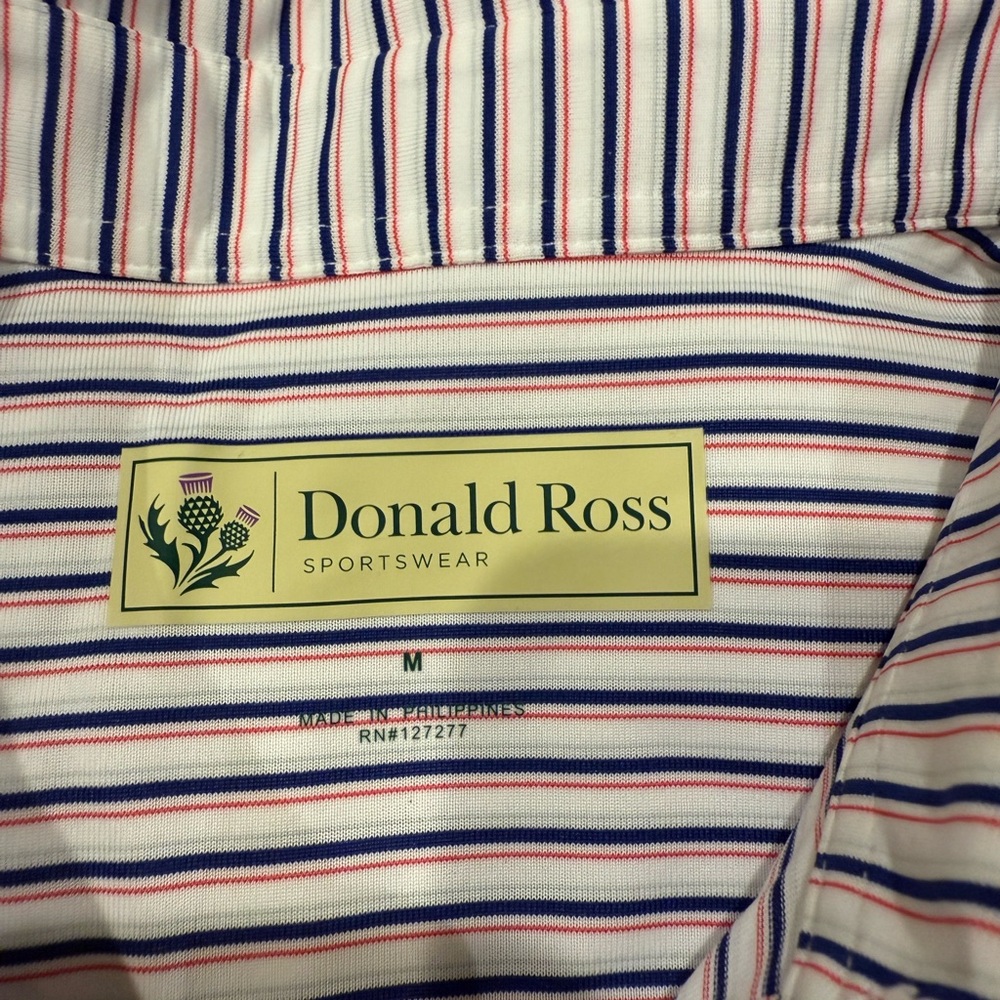 Donald Ross
SPORTSWEAR
M
MADE IN PHILIPPINES
RN#127277